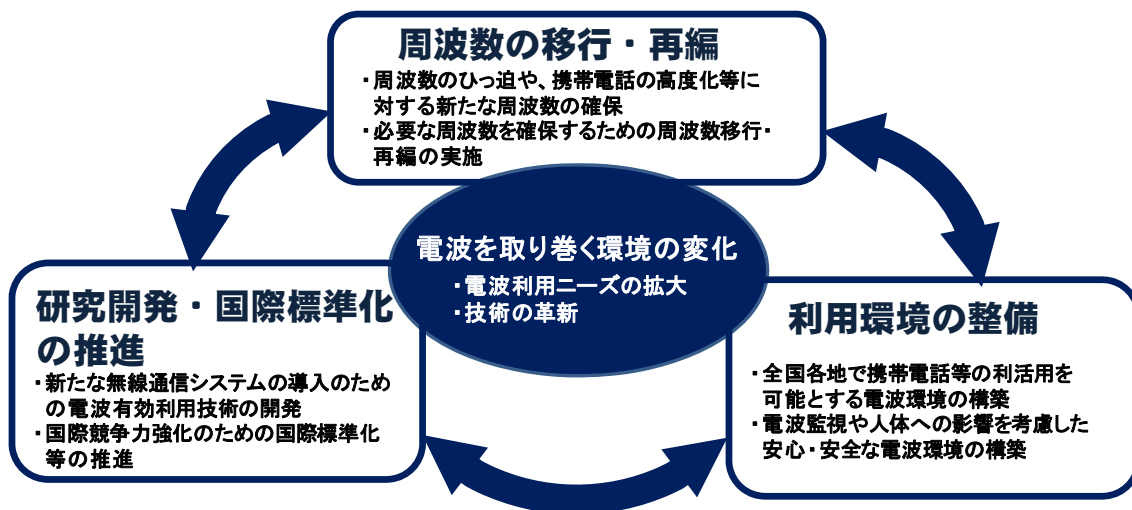 周波数の移行・再編
・周波数のひっ迫や、携帯電話の高度化等に
対する新たな周波数の確保
・必要な周波数を確保するための周波数移行・
再編の実施
電波を取り巻く環境の変化
・電波利用ニーズの拡大
・技術の革新
研究開発・国際標準化
の推進
・新たな無線通信システムの導入のため
の電波有効利用技術の開発
・国際競争力強化のための国際標準化
等の推進
利用環境の整備
・全国各地で携帯電話等の利活用を
可能とする電波環境の構築
・電波監視や人体への影響を考慮した
安心・安全な電波環境の構築